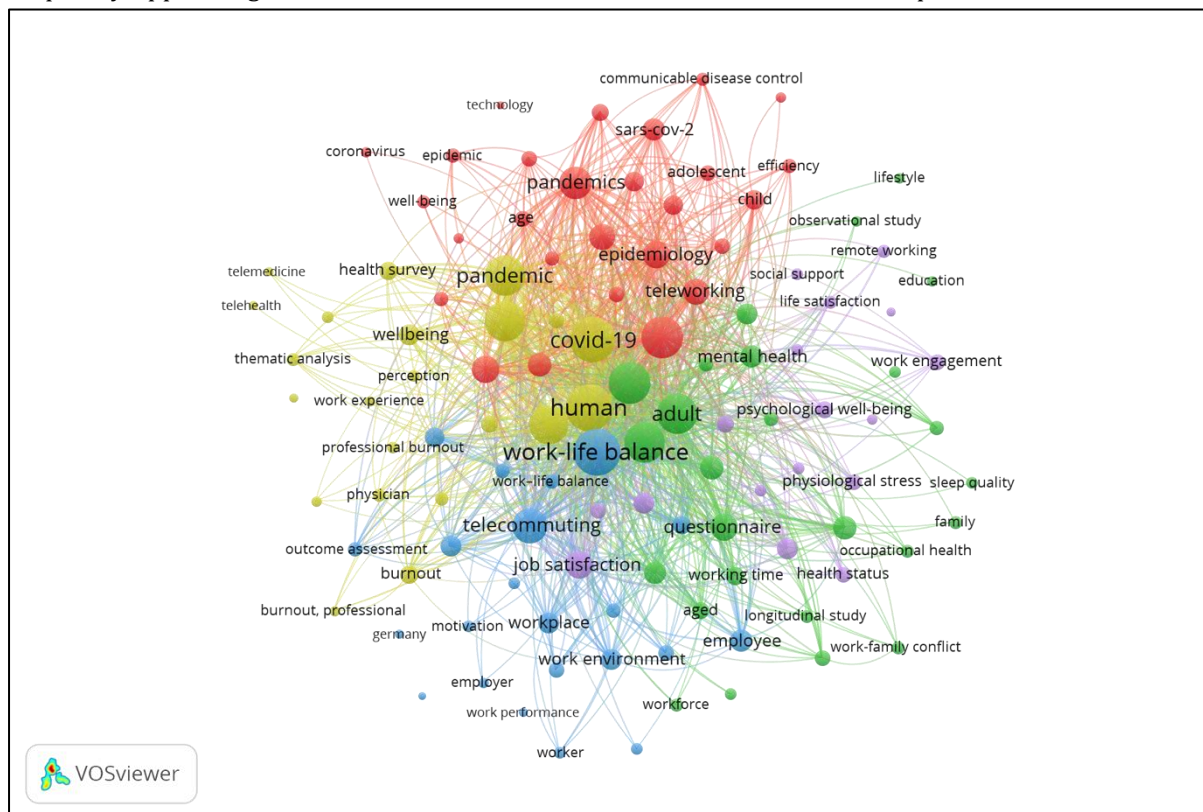 communicable disease control
technology
sars-cov-2
coronavirus
epidemic
adolescent
efficiency
pandemics
lifestyle
well-being
child
age
observational study
epidemiology
remote working
telemedicine
health survey
pandemic
social support
education
teleworking
life satisfaction
telehealth
wellbeing
covid-19
thematic analysis
mental health
work engagement
perception
work experience
human
adult
psychological well-being
professional burnout
work-life balance
work–life balance
physiological stress
sleep quality
physician
telecommuting
questionnaire
family
outcome assessment
occupational health
job satisfaction
burnout
working time
health status
burnout, professional
aged
longitudinal study
germany
motivation
workplace
employee
work-family conflict
work environment
employer
workforce
work performance
worker
VOSviewer